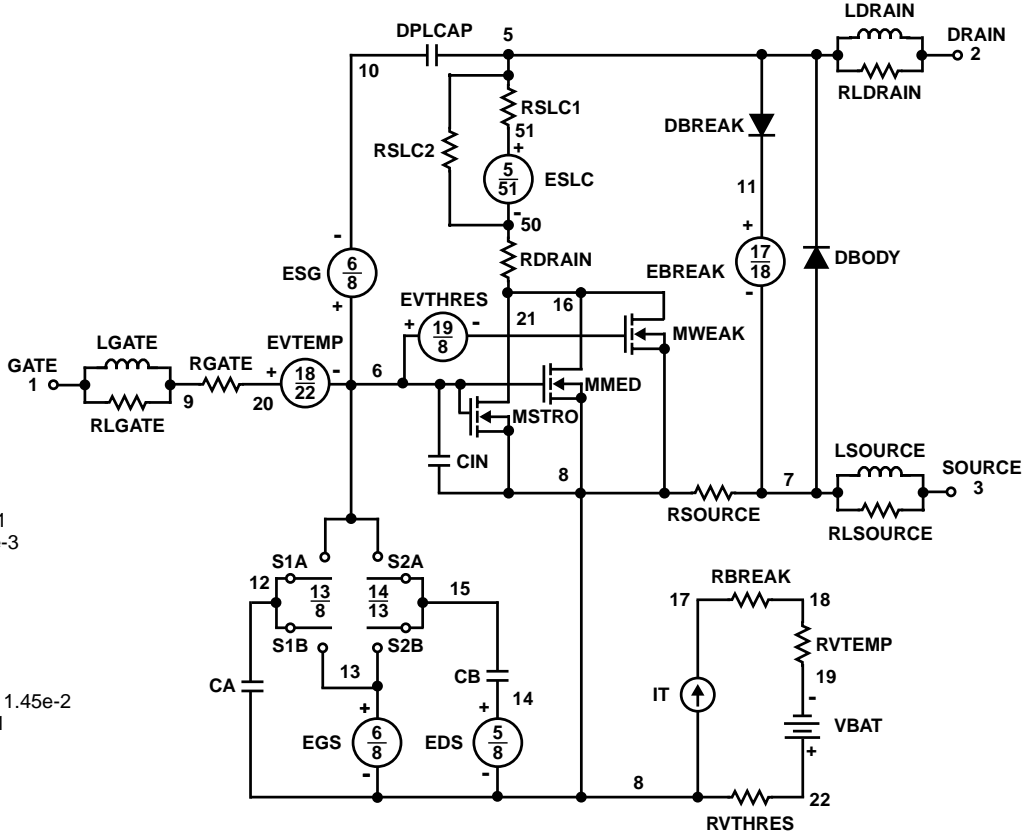 LDRAIN
DPLCAP 5 DRAIN
10 2
RSLC1 RLDRAIN
DBREAK
51
+
RSLC2
5
51
ESLC
11
-
50
+
-
RDRAIN
17
18
EBREAK
DBODY
6
8
ESG
-
+
EVTHRES
16
21
+ 19
8 -
MWEAK
LGATE
EVTEMP
GATE
1
RGATE
+ 18
22 -
6
MMED
9 20
MSTRO
RLGATE
LSOURCE
CIN
8 7
SOURCE
3
RSOURCE
RLSOURCE
1
e-3
S1A S2A
12
13
8
14
13
15
RBREAK
17 18
S1B S2B
RVTEMP
13
CB
19
CA
14
IT
-
1.45e-2
VBAT
+ +
EGS
6
8
EDS
5
8
+
- -
8
22
RVTHRES